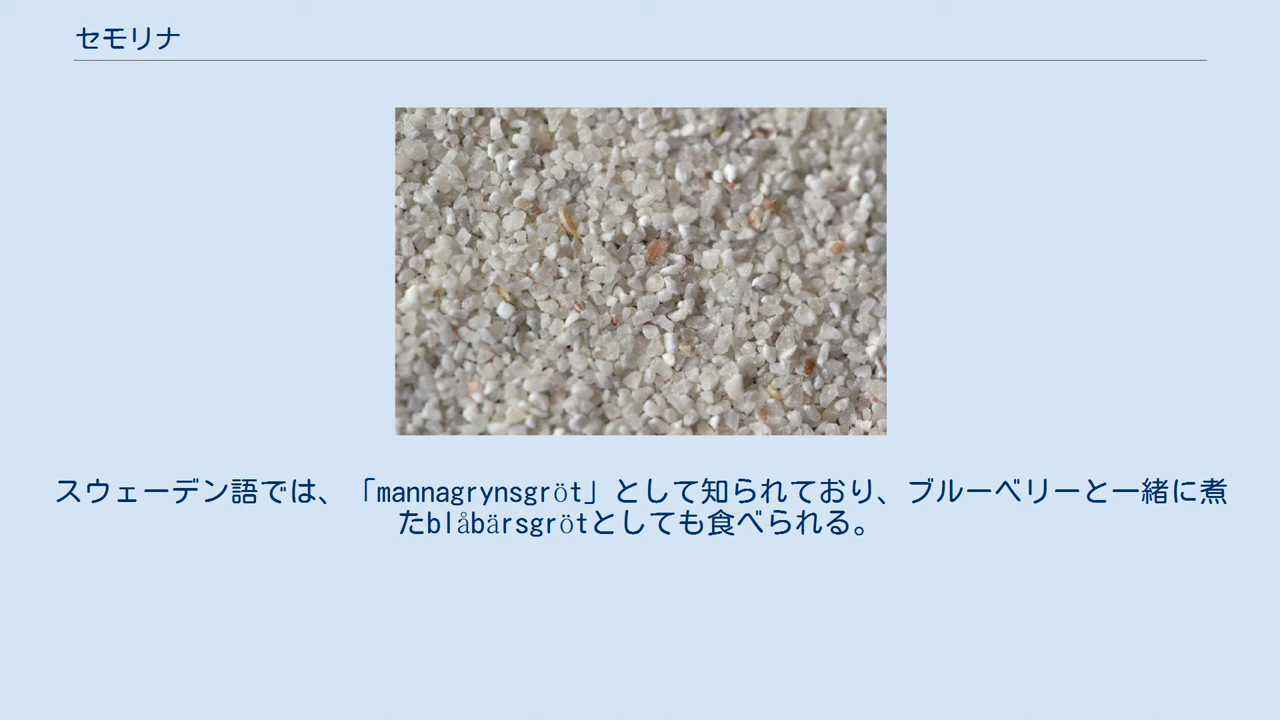 セモリナ
スウェーデン語では、「mannagrynsgröt」として知られており、ブルーベリーと一緒に煮
たblåbärsgrötとしても食べられる。